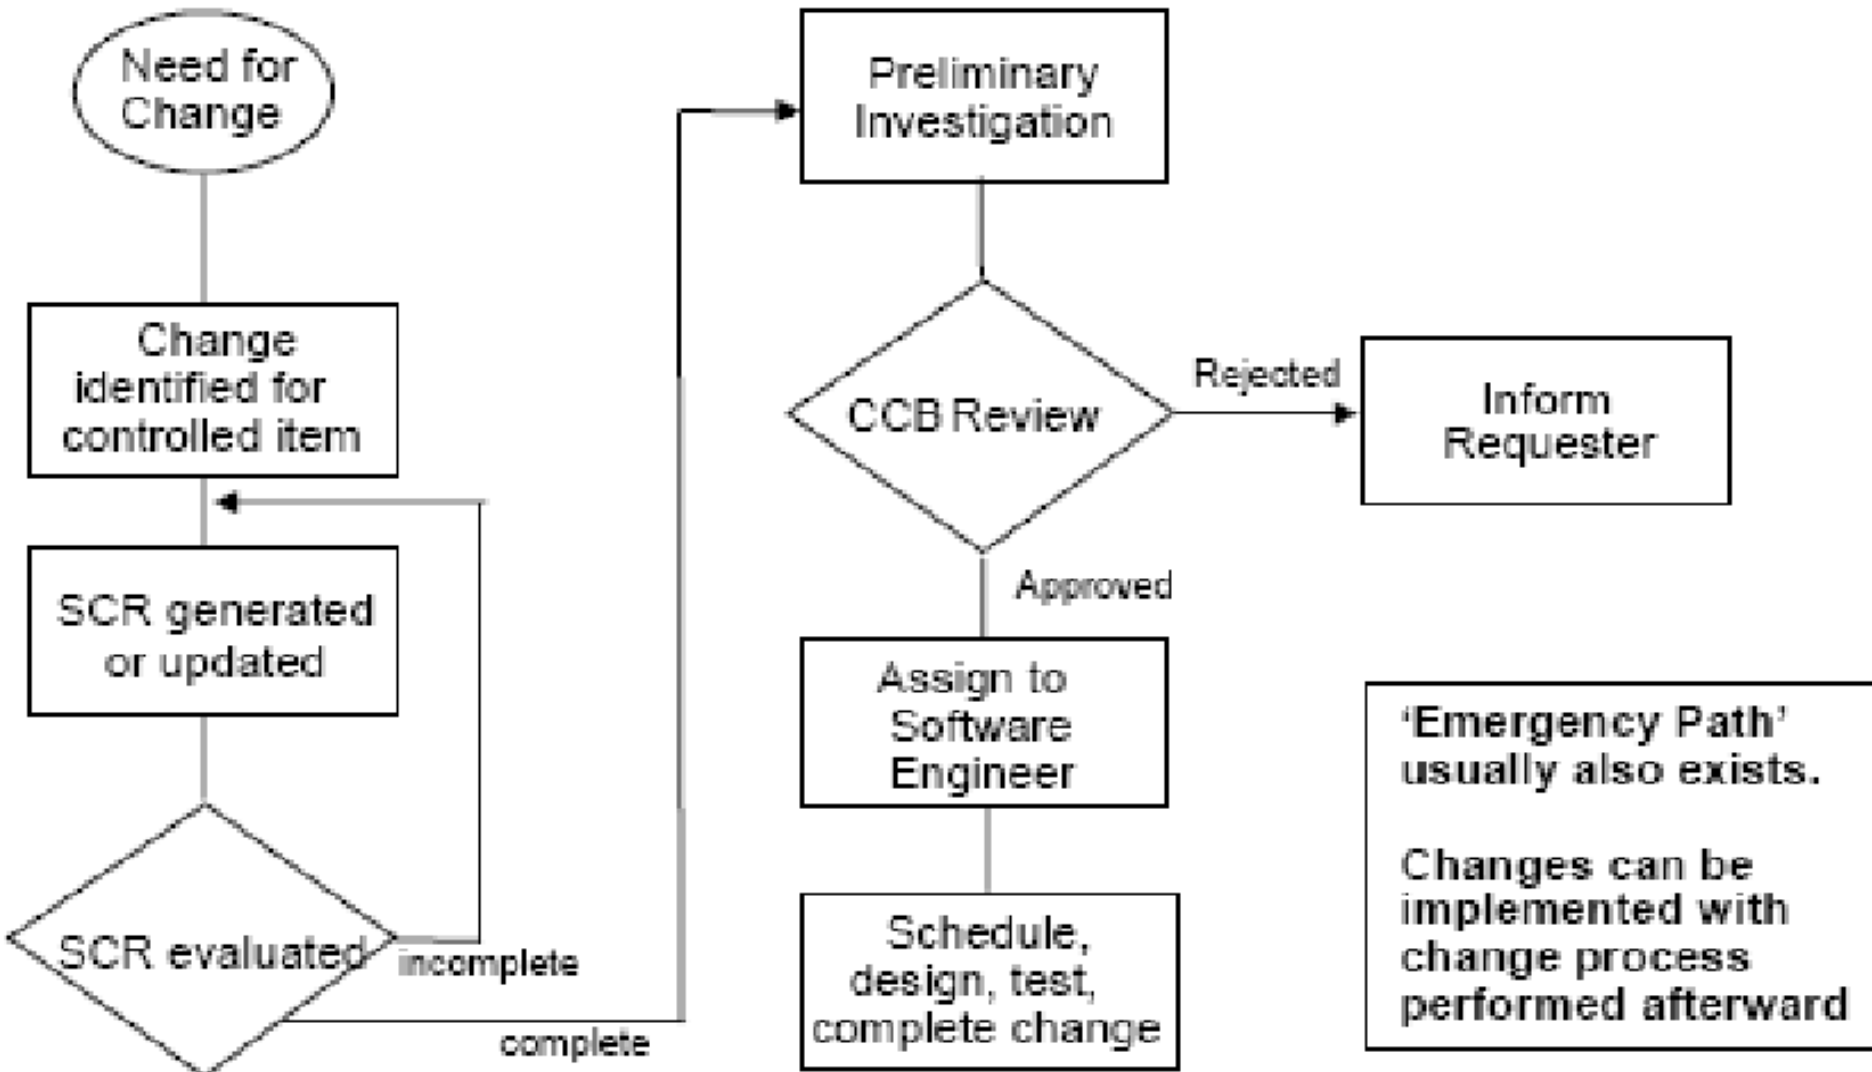 Need for
Change
Change
identified for
controlled item
SCR generated
or updated
SCR evaluated
incomplete
complete
Preliminary
Investigation
CCB Review
Rejected
Inform
Requester
Approved
Assign to
Software
Engineer
Schedule,
design, test,
complete change
‘Emergency Path’
usually also exists.
Changes can be
implemented with
change process
performed afterward